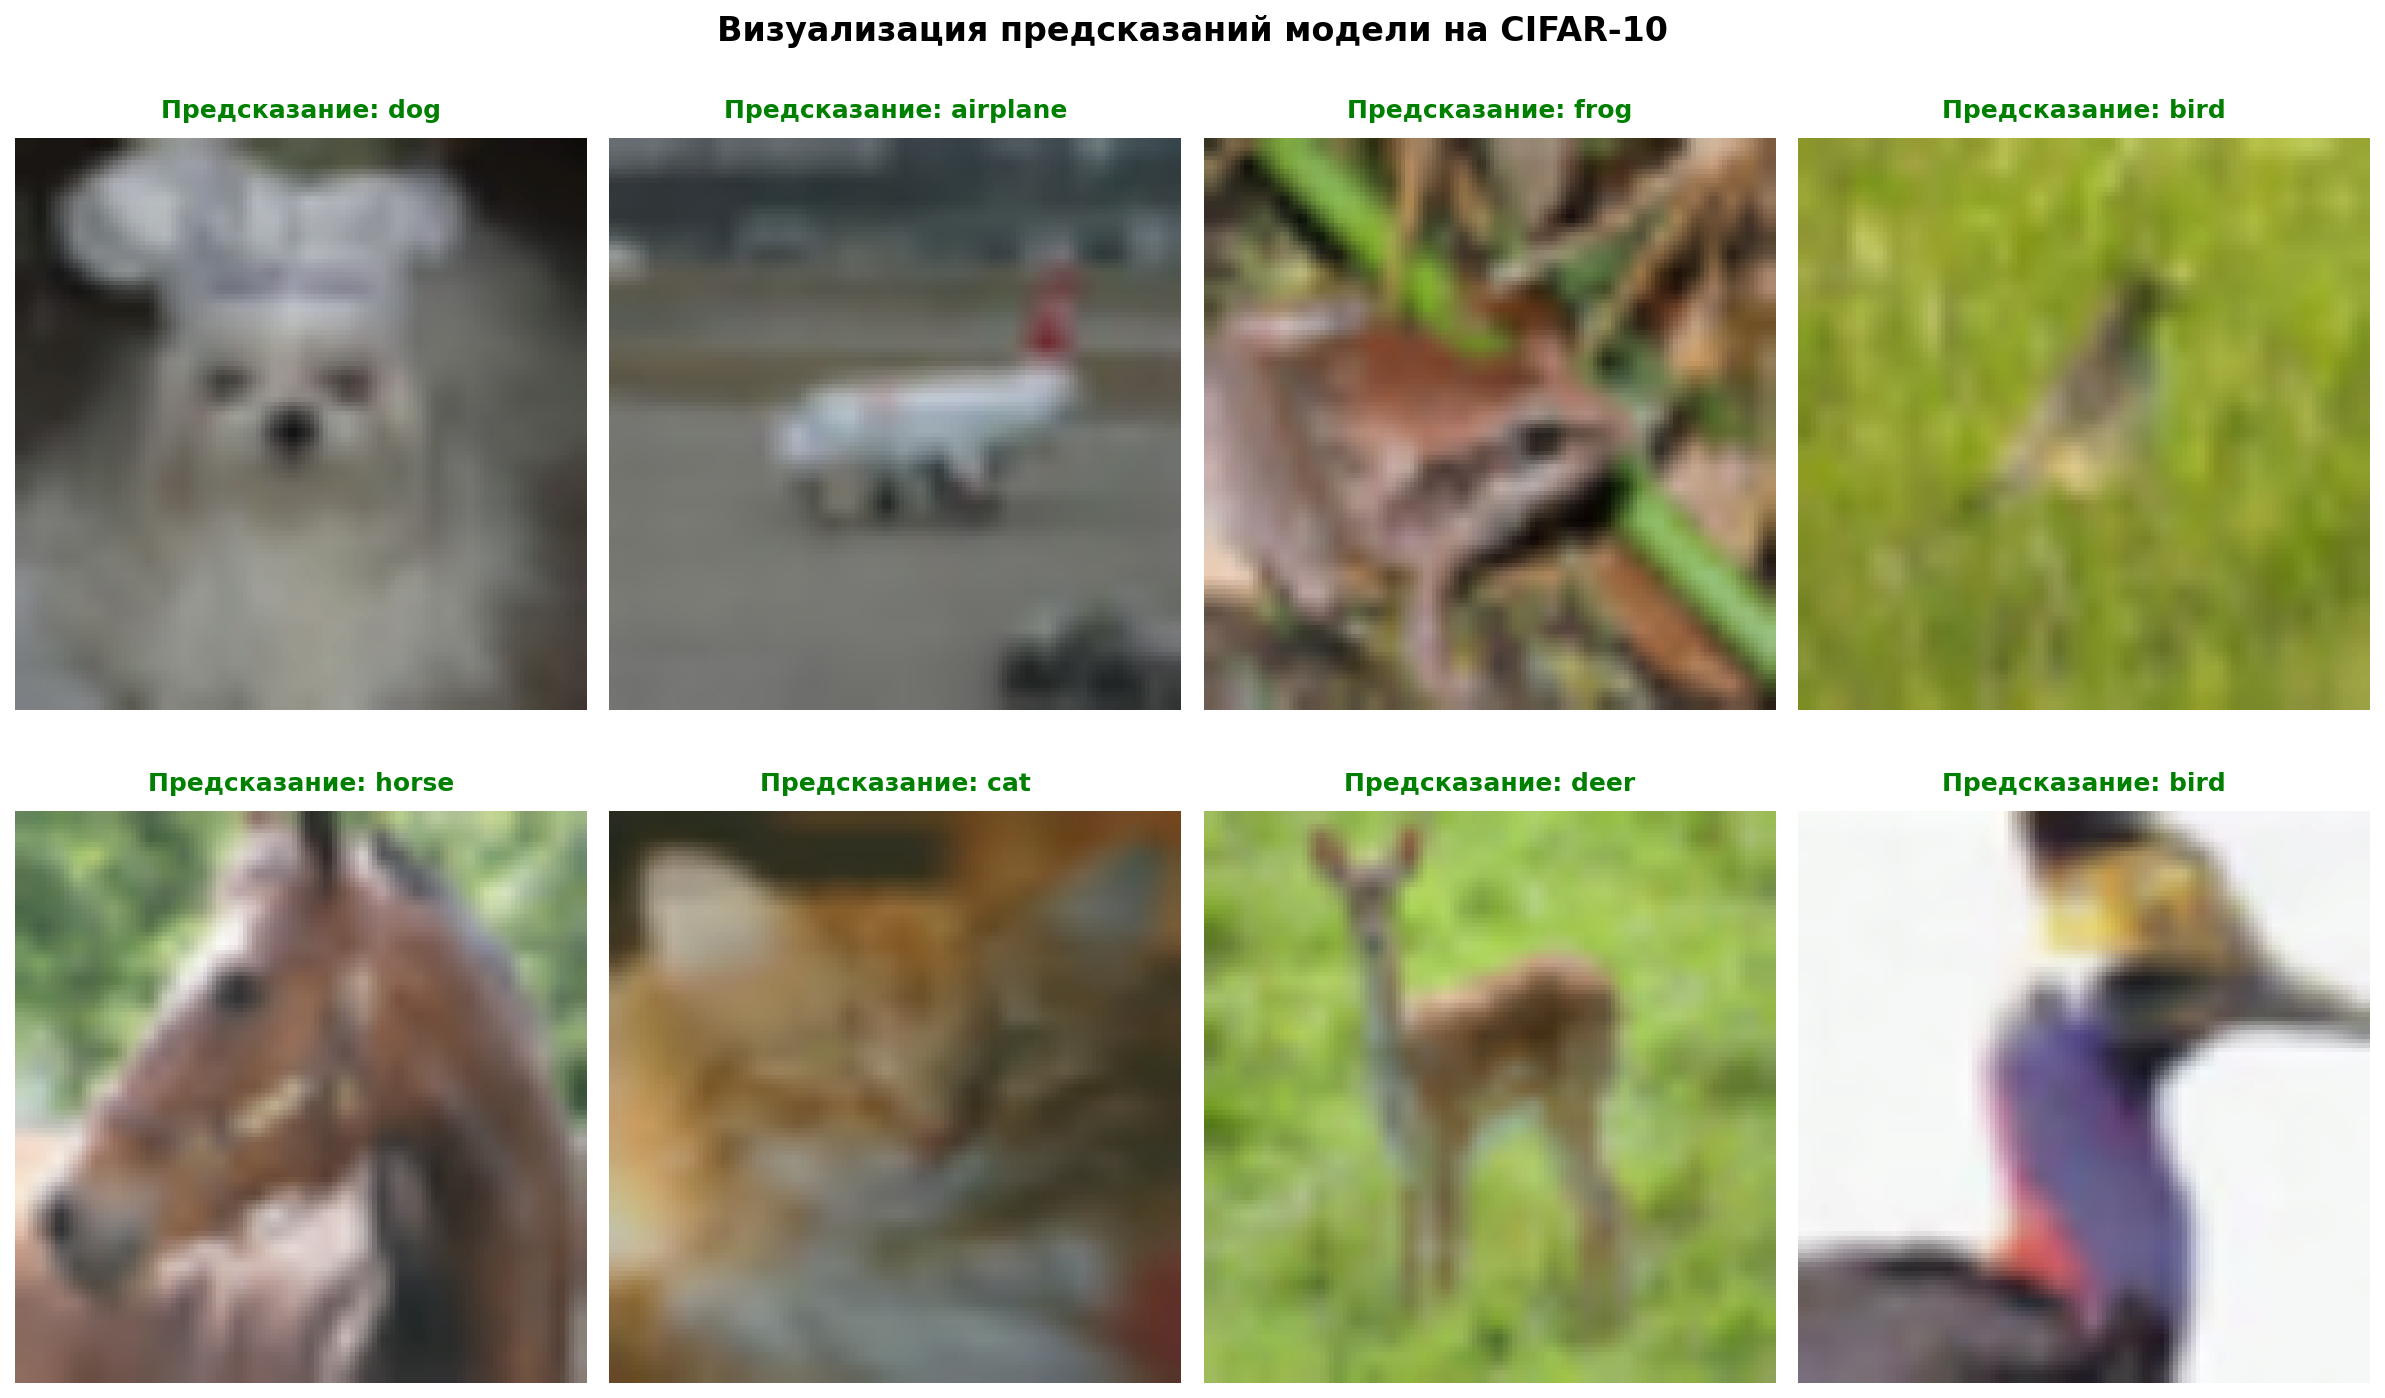 Визуализация предсказаний модели на CIFAR-10
Предсказание: dog
Предсказание: airplane
Предсказание: frog
Предсказание: bird
Предсказание: horse
Предсказание: cat
Предсказание: deer
Предсказание: bird